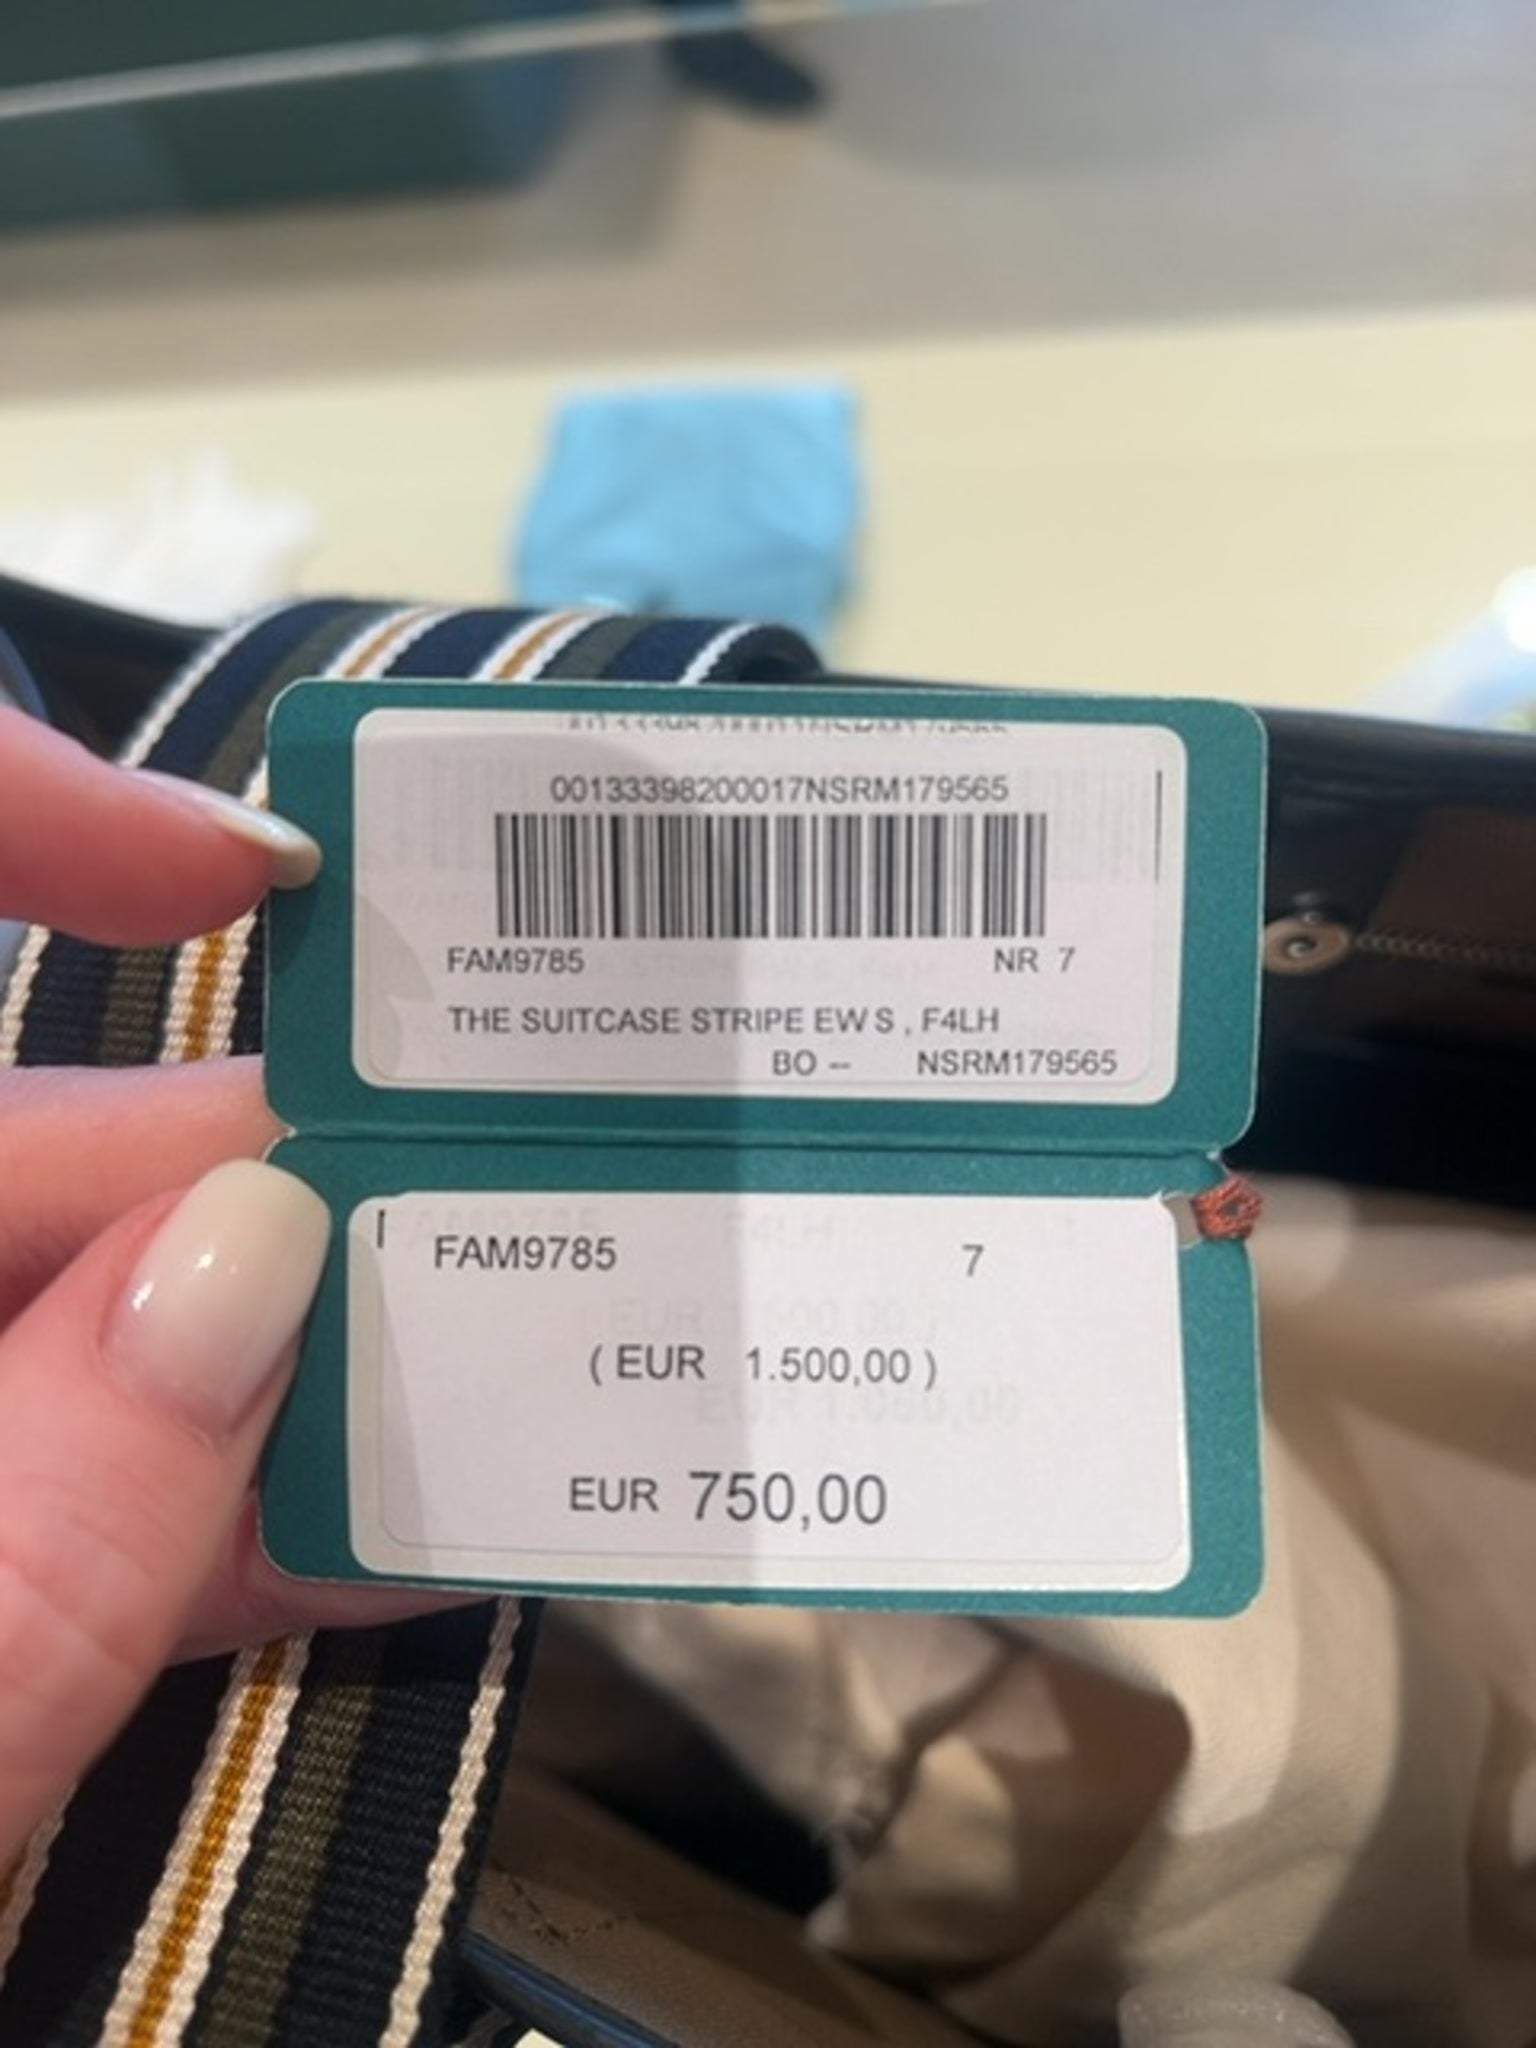 00133398200017NSRM179565
FAM9785 NR 7
THE SUITCASE STRIPE EW S , F4LH
BO -- NSRM179565
FAM9785 7
( EUR 1.500,00 )
EUR 750,00